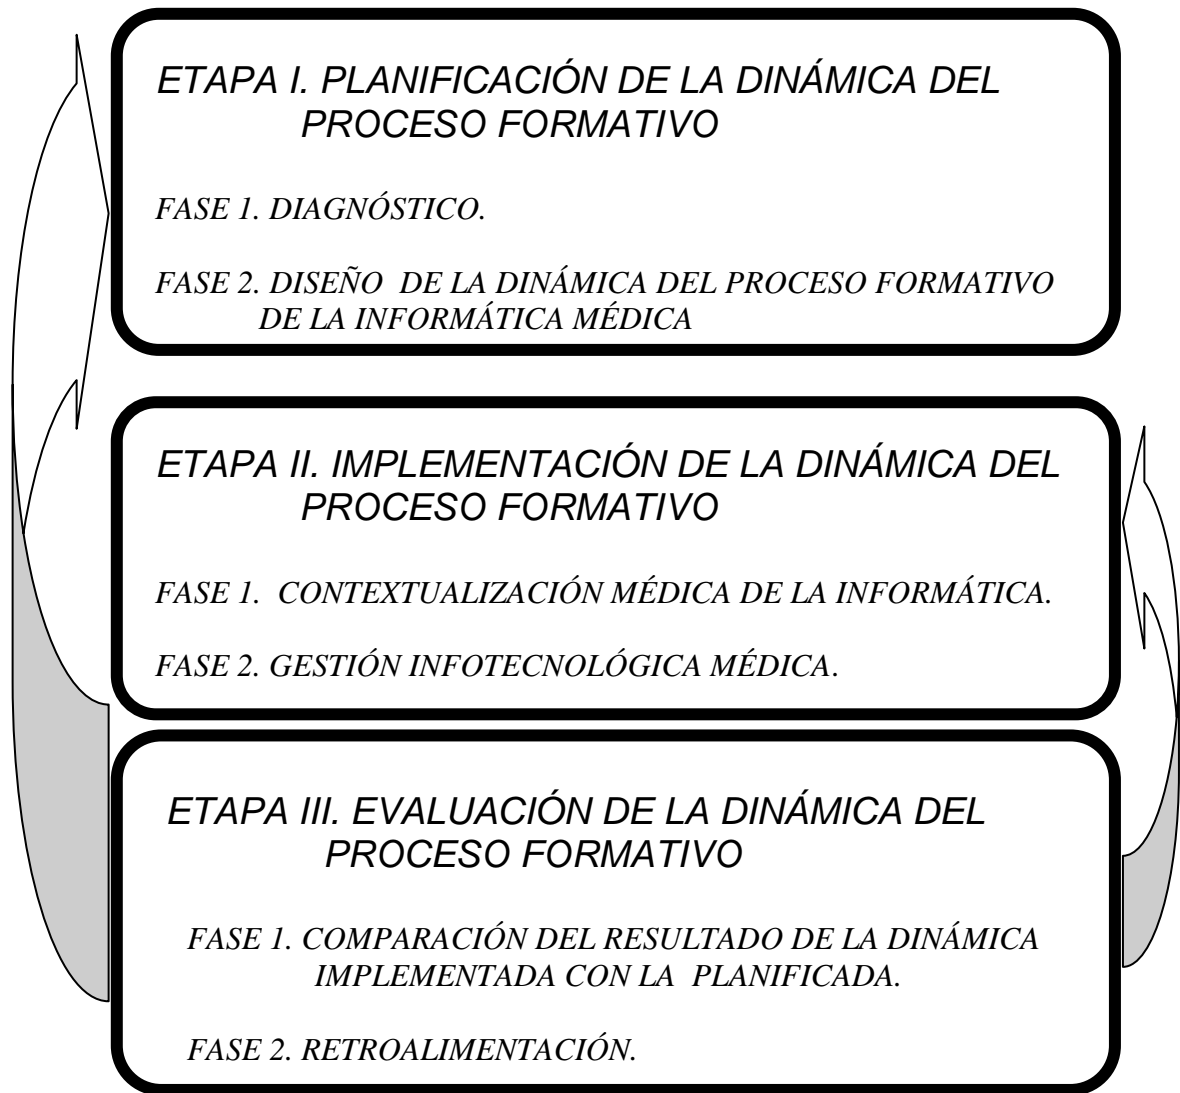 ETAPA I. PLANIFICACIÓN DE LA DINÁMICA DEL
PROCESO FORMATIVO
FASE 1. DIAGNÓSTICO.
FASE 2. DISEÑO DE LA DINÁMICA DEL PROCESO FORMATIVO
DE LA INFORMÁTICA MÉDICA
ETAPA II. IMPLEMENTACIÓN DE LA DINÁMICA DEL
PROCESO FORMATIVO
FASE 1. CONTEXTUALIZACIÓN MÉDICA DE LA INFORMÁTICA.
FASE 2. GESTIÓN INFOTECNOLÓGICA MÉDICA.
ETAPA III. EVALUACIÓN DE LA DINÁMICA DEL
PROCESO FORMATIVO
FASE 1. COMPARACIÓN DEL RESULTADO DE LA DINÁMICA
IMPLEMENTADA CON LA PLANIFICADA.
FASE 2. RETROALIMENTACIÓN.